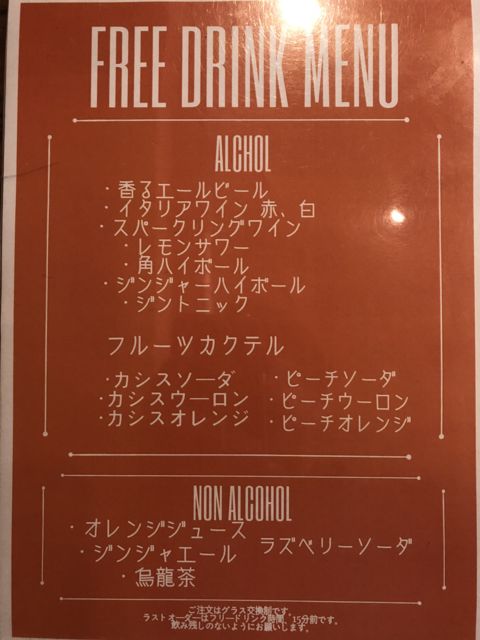 FREE DRINK MENU
ALCHOL
・香るエールビール
・イタリアワイン 赤、白
・スパークリングワイン
・レモンサワー
・角ハイボール
・ジンジャーハイボール
・ジントニック
フルーツカクテル
・カシスソーダ ・ピーチソーダ
・カシスウーロン ・ピーチウーロン
・カシスオレンジ ・ピーチオレンジ
NON ALCOHOL
・オレンジジュース
ラズベリーソーダ
・ジンジャエール
・烏龍茶
ご注文はグラス交換制です。
ラストオーダーはフリードリンク時間、15分前です。
飲み残しのないようにお願いします。